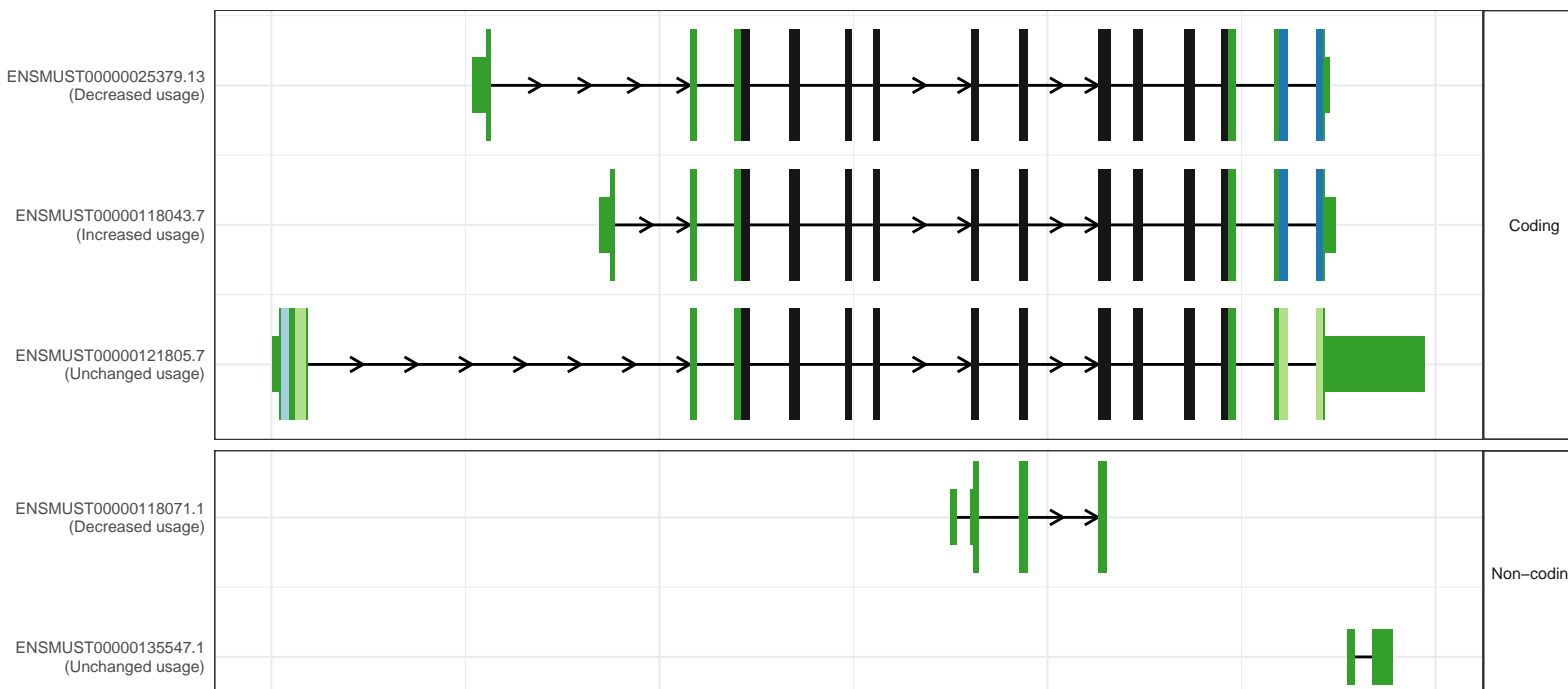 ENSMUST00000025379.13
(Decreased usage)
ENSMUST00000118043.7
(Increased usage)
Coding
ENSMUST00000121805.7
(Unchanged usage)
ENSMUST00000118071.1
(Decreased usage)
Non−codin
ENSMUST00000135547.1
(Unchanged usage)